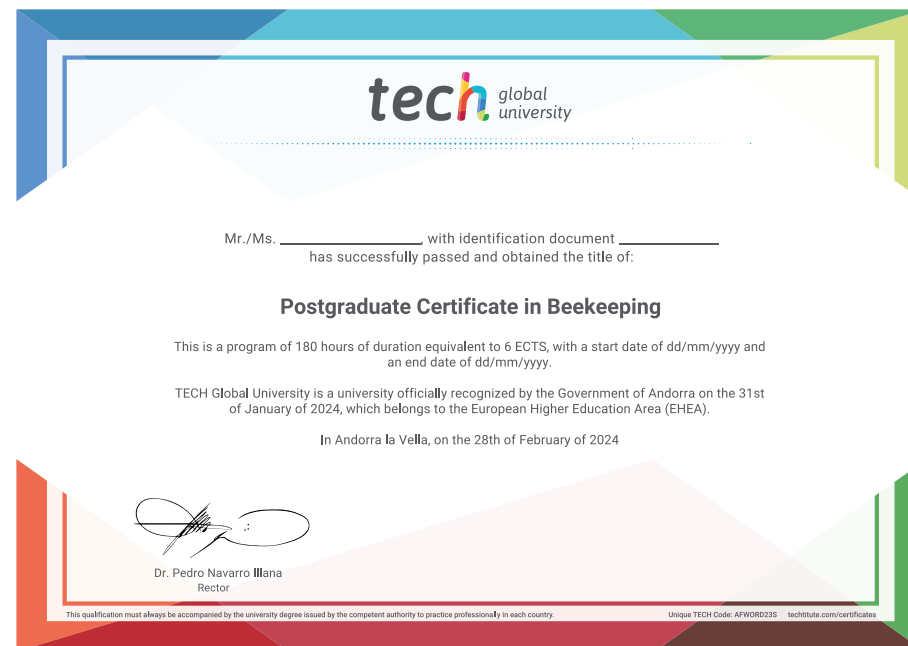 tech global
university
Mr./Ms. ____________________, with identification document ______________
has successfully passed and obtained the title of:
Postgraduate Certificate in Beekeeping
This is a program of 180 hours of duration equivalent to 6 ECTS, with a start date of dd/mm/yyyy and
an end date of dd/mm/yyyy.
TECH Global University is a university officially recognized by the Government of Andorra on the 31st
of January of 2024, which belongs to the European Higher Education Area (EHEA).
In Andorra la Vella, on the 28th of February of 2024
Dr. Pedro Navarro Illana
Rector
This qualification must always be accompanied by the university degree issued by the competent authority to practice professionally in each country.
Unique TECH Code: AFWORD23S techtitute.com/certificates